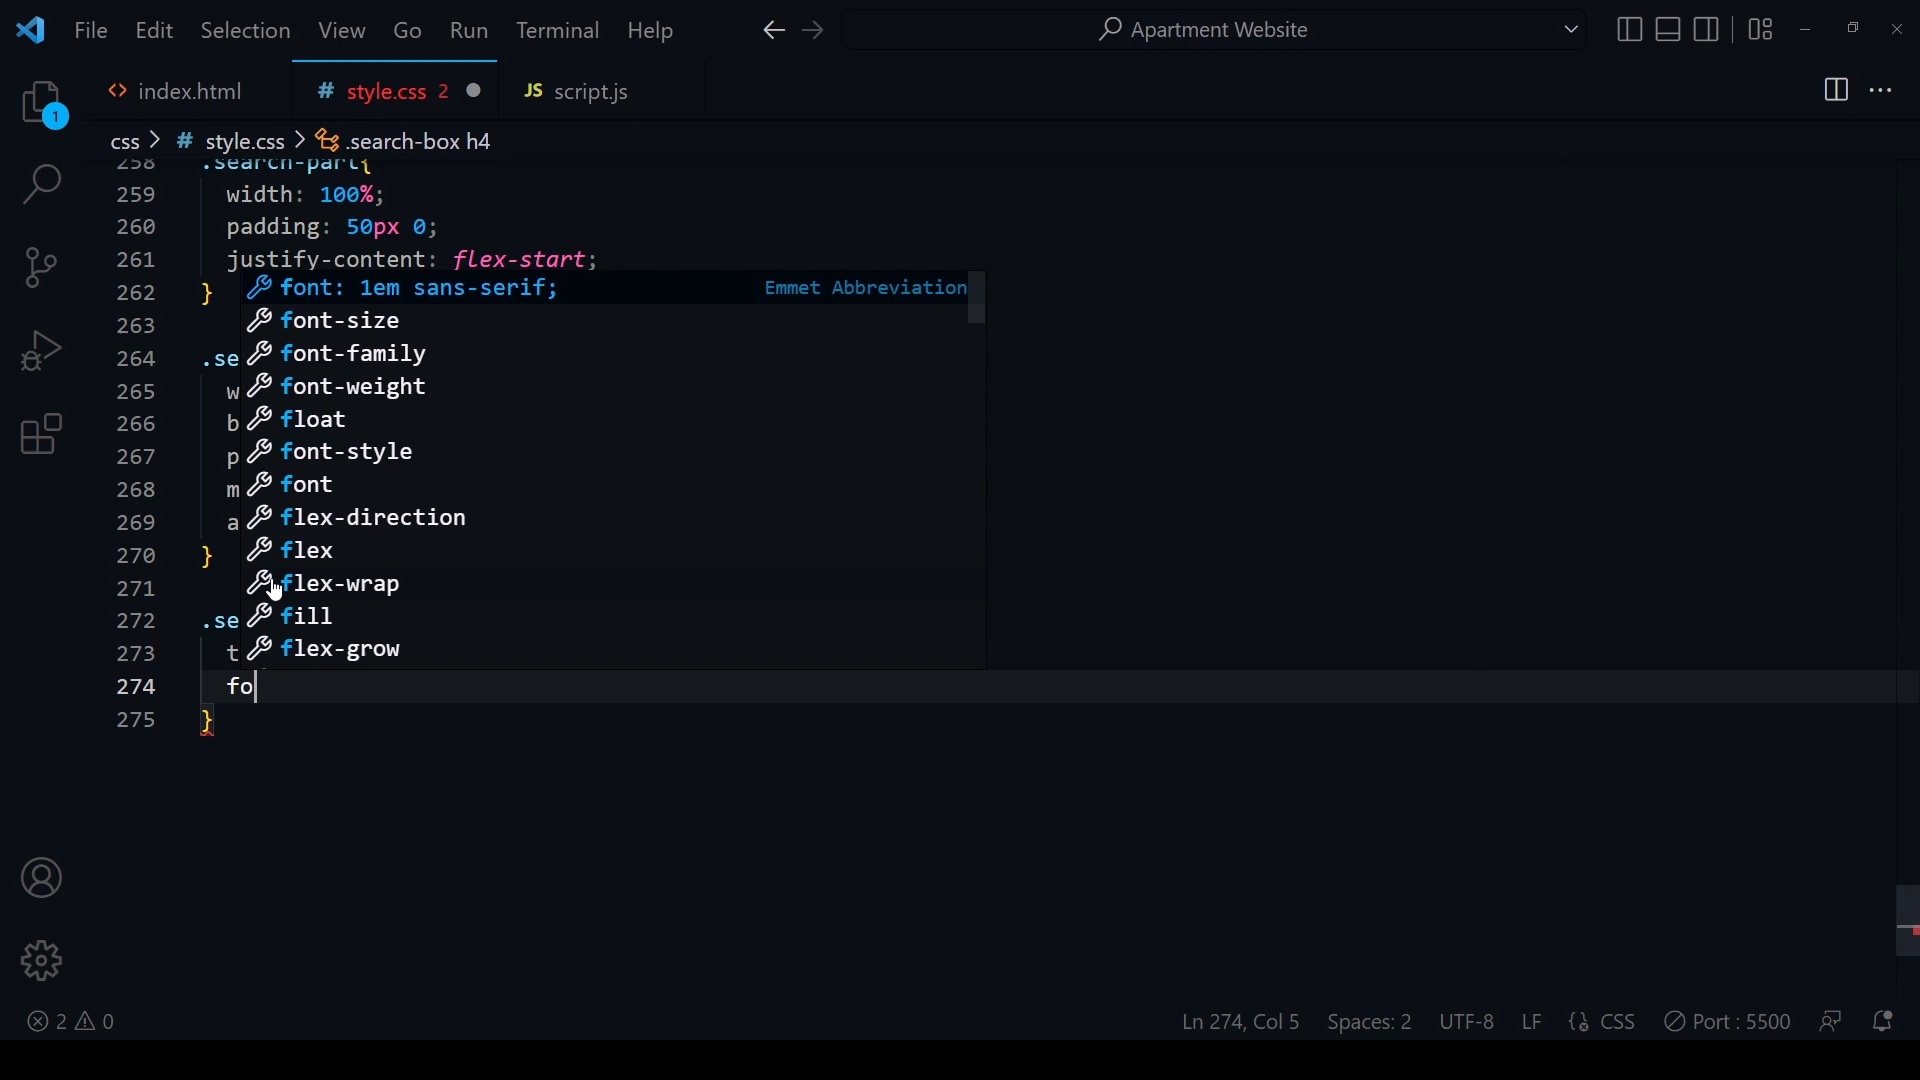 File Edit Selection View Go Run Terminal Help Apartment Website
index.html # style.css 2 JS script.js
css > # style.css > .search-box h4
258 .search-part{
259 width: 100%;
260 padding: 50px 0;
261 justify-content: flex-start;
262 } font: 1em sans-serif; Emmet Abbreviation
263 font-size
264 .se font-family
265 w font-weight
266 b float
267 p font-style
268 m font
269 a flex-direction
270 } flex
271 flex-wrap
272 .se fill
273 t flex-grow
274 fo
275 }
1
2 0 Ln 274, Col 5 Spaces: 2 UTF-8 LF {} CSS Port : 5500